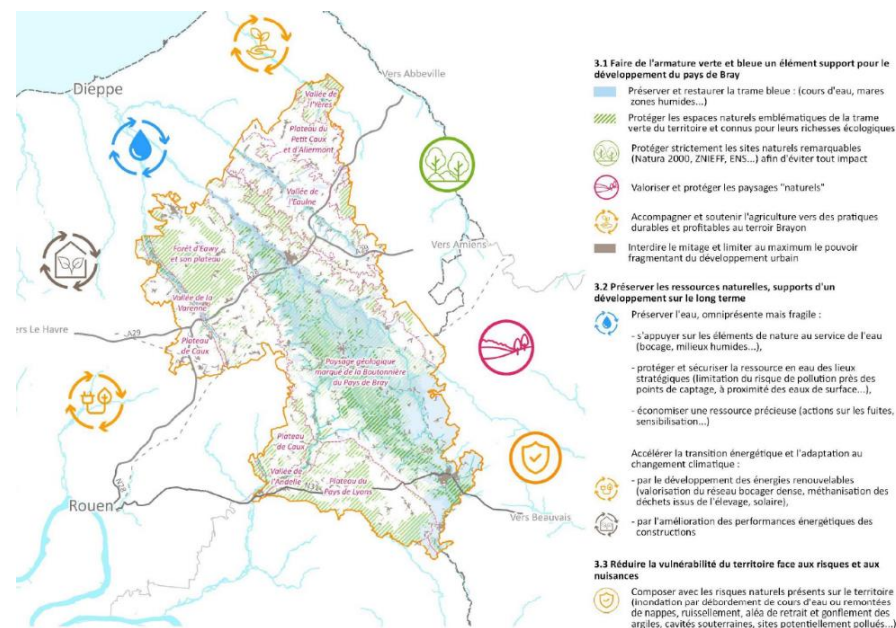 Dieppe
Vers Abbeville
Vallée de
l'Yères
Plateau du
Petit Caux
et d'Aliermont
Vallée de
l'Eaulne
Vers Amiens
Forêt d'Eawy
et son plateau
Vallée de la
Varenne
ers Le Havre
A29
Plateau
de Caux
Paysage géologique
marqué de la Boutonnière
du Pays de Bray
Plateau
de Caux
Vallée de
l'Andelle
Plateau du
Pays de Lyons
Rouen
Vers Beauvais
3.1 Faire de l'armature verte et bleue un élément support pour le
développement du pays de Bray
Préserver et restaurer la trame bleue : (cours d'eau, mares
zones humides...)
Protéger les espaces naturels emblématiques de la trame
verte du territoire et connus pour leurs richesses écologiques
Protéger strictement les sites naturels remarquables
(Natura 2000, ZNIEFF, ENS...) afin d'éviter tout impact
Valoriser et protéger les paysages "naturels"
Accompagner et soutenir l'agriculture vers des pratiques
durables et profitables au terroir Brayon
Interdire le mitage et limiter au maximum le pouvoir
fragmentant du développement urbain
3.2 Préserver les ressources naturelles, supports d'un
développement sur le long terme
Préserver l'eau, omniprésente mais fragile :
- s'appuyer sur les éléments de nature au service de l'eau
(bocage, milieux humides...),
- protéger et sécuriser la ressource en eau des lieux
stratégiques (limitation du risque de pollution près des
points de captage, à proximité des eaux de surface...),
- économiser une ressource précieuse (actions sur les fuites,
sensibilisation...)
Accélérer la transition énergétique et l'adaptation au
changement climatique :
- par le développement des énergies renouvelables
(valorisation du réseau bocager dense, méthanisation des
déchets issus de l'élevage, solaire),
- par l'amélioration des performances énergétiques des
constructions
3.3 Réduire la vulnérabilité du territoire face aux risques et aux
nuisances
Composer avec les risques naturels présents sur le territoire
(inondation par débordement de cours d'eau ou remontées
de nappes, ruissellement, aléa de retrait et gonflement des
argiles, cavités souterraines, sites potentiellement pollués...)